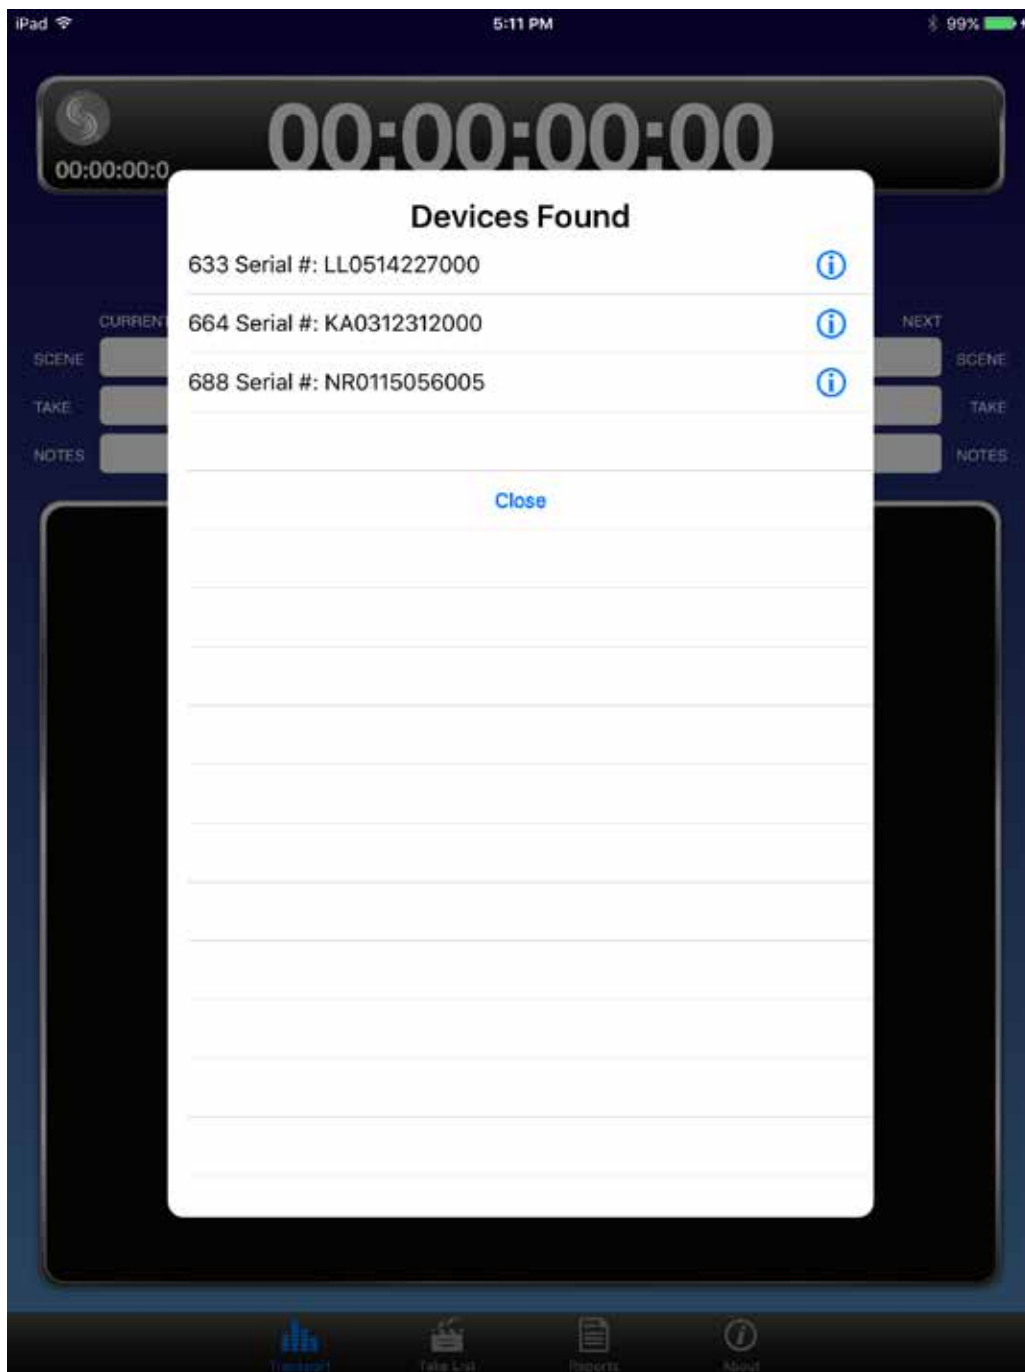 iPad 5:11 PM 99%
00:00:00:00
00:00:00:0
Devices Found
633 Serial #: LL0514227000
664 Serial #: KA0312312000
688 Serial #: NR0115056005
Close
CURRENT NEXT
SCENE SCENE
TAKE TAKE
NOTES NOTES
Transport Take List Reports About